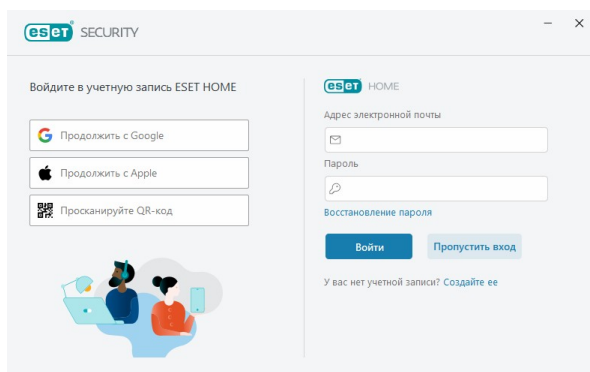 eset SECURITY
Войдите в учетную запись ESET HOME
Продолжить с Google
Продолжить с Apple
Просканируйте QR-код
eset HOME
Адрес электронной почты
Пароль
Восстановление пароля
Войти
Пропустить вход
У вас нет учетной записи? Создайте ее